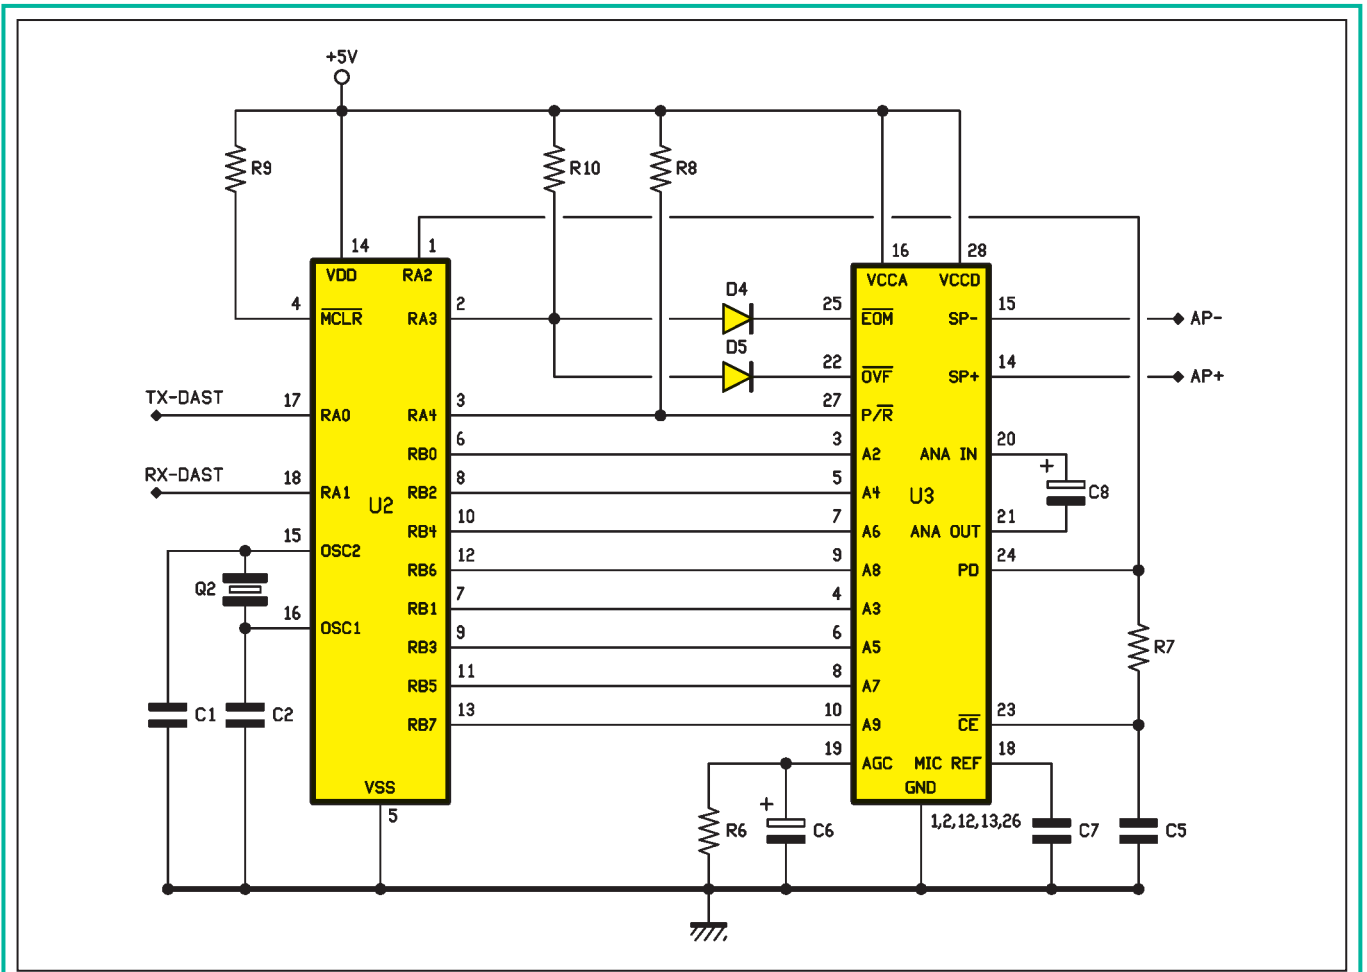 +5V
R9
R10
R8
14
1
16
28
VDD
RA2
VCCA
VCCD
4
MCLR
RA3
2
D4
25
EOM
SP-
15
AP-
D5
22
OVF
SP+
14
AP+
TX-DAST
17
RA0
RA4
3
27
P/R
RB0
6
3
A2
ANA IN
20
+
C8
RX-DAST
18
RA1
U2
RB2
8
5
A4
U3
RB4
10
7
A6
ANA OUT
21
15
OSC2
RB6
12
9
A8
PD
24
Q2
16
OSC1
RB1
7
4
A3
RB3
9
6
A5
R7
RB5
11
8
A7
C1
C2
RB7
13
10
A9
CE
23
19
AGC
MIC REF
18
VSS
GND
5
R6
+
C6
1,2,12,13,26
C7
C5